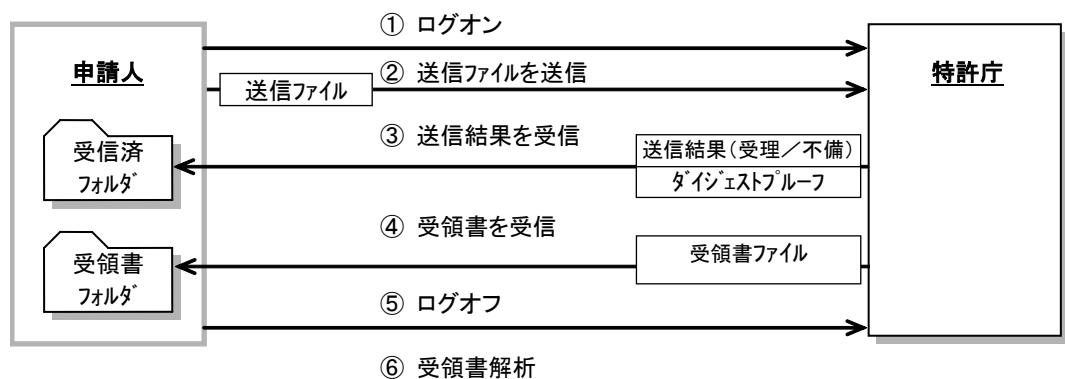 ① ログオン
申請人
特許庁
② 送信ファイルを送信
送信ファイル
③ 送信結果を受信
受信済
フォルダ
送信結果(受理/不備)
ダイジェストプルーフ
④ 受領書を受信
受領書
フォルダ
受領書ファイル
⑤ ログオフ
⑥ 受領書解析